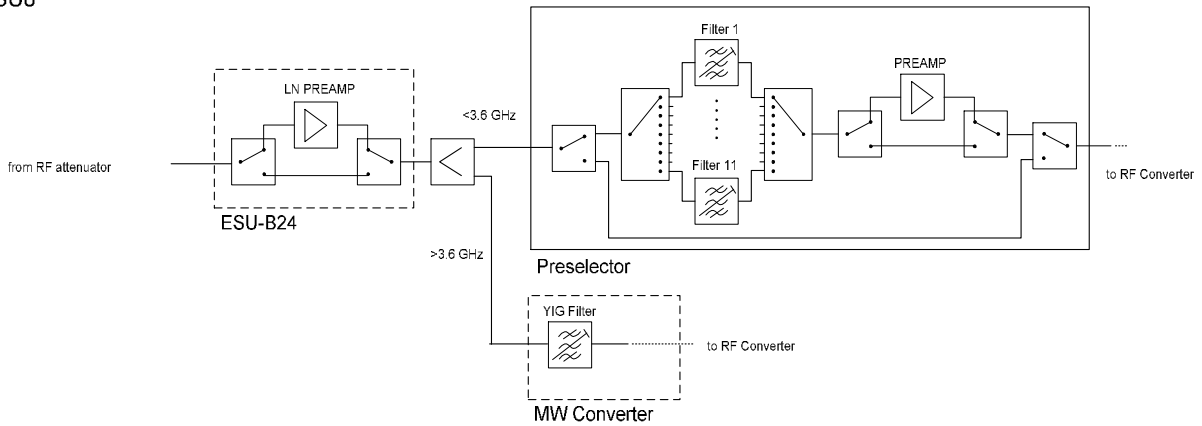 LN PREAMP
from RF attenuator
ESU-B24
<3.6 GHz
>3.6 GHz
Filter 1
Filter 11
PREAMP
to RF Converter
Preselector
YIG Filter
to RF Converter
MW Converter